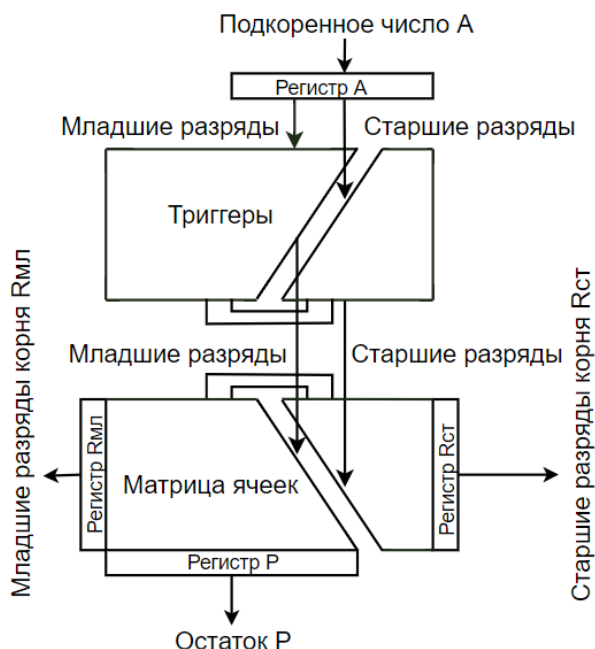 Подкоренное число А
Регистр А
Младшие разряды
Старшие разряды
Триггеры
Младшие разряды
Старшие разряды
Младшие разряды корня Rмл
Регистр Rмл
Матрица ячеек
Регистр Rст
Старшие разряды корня Rст
Регистр Р
Остаток Р